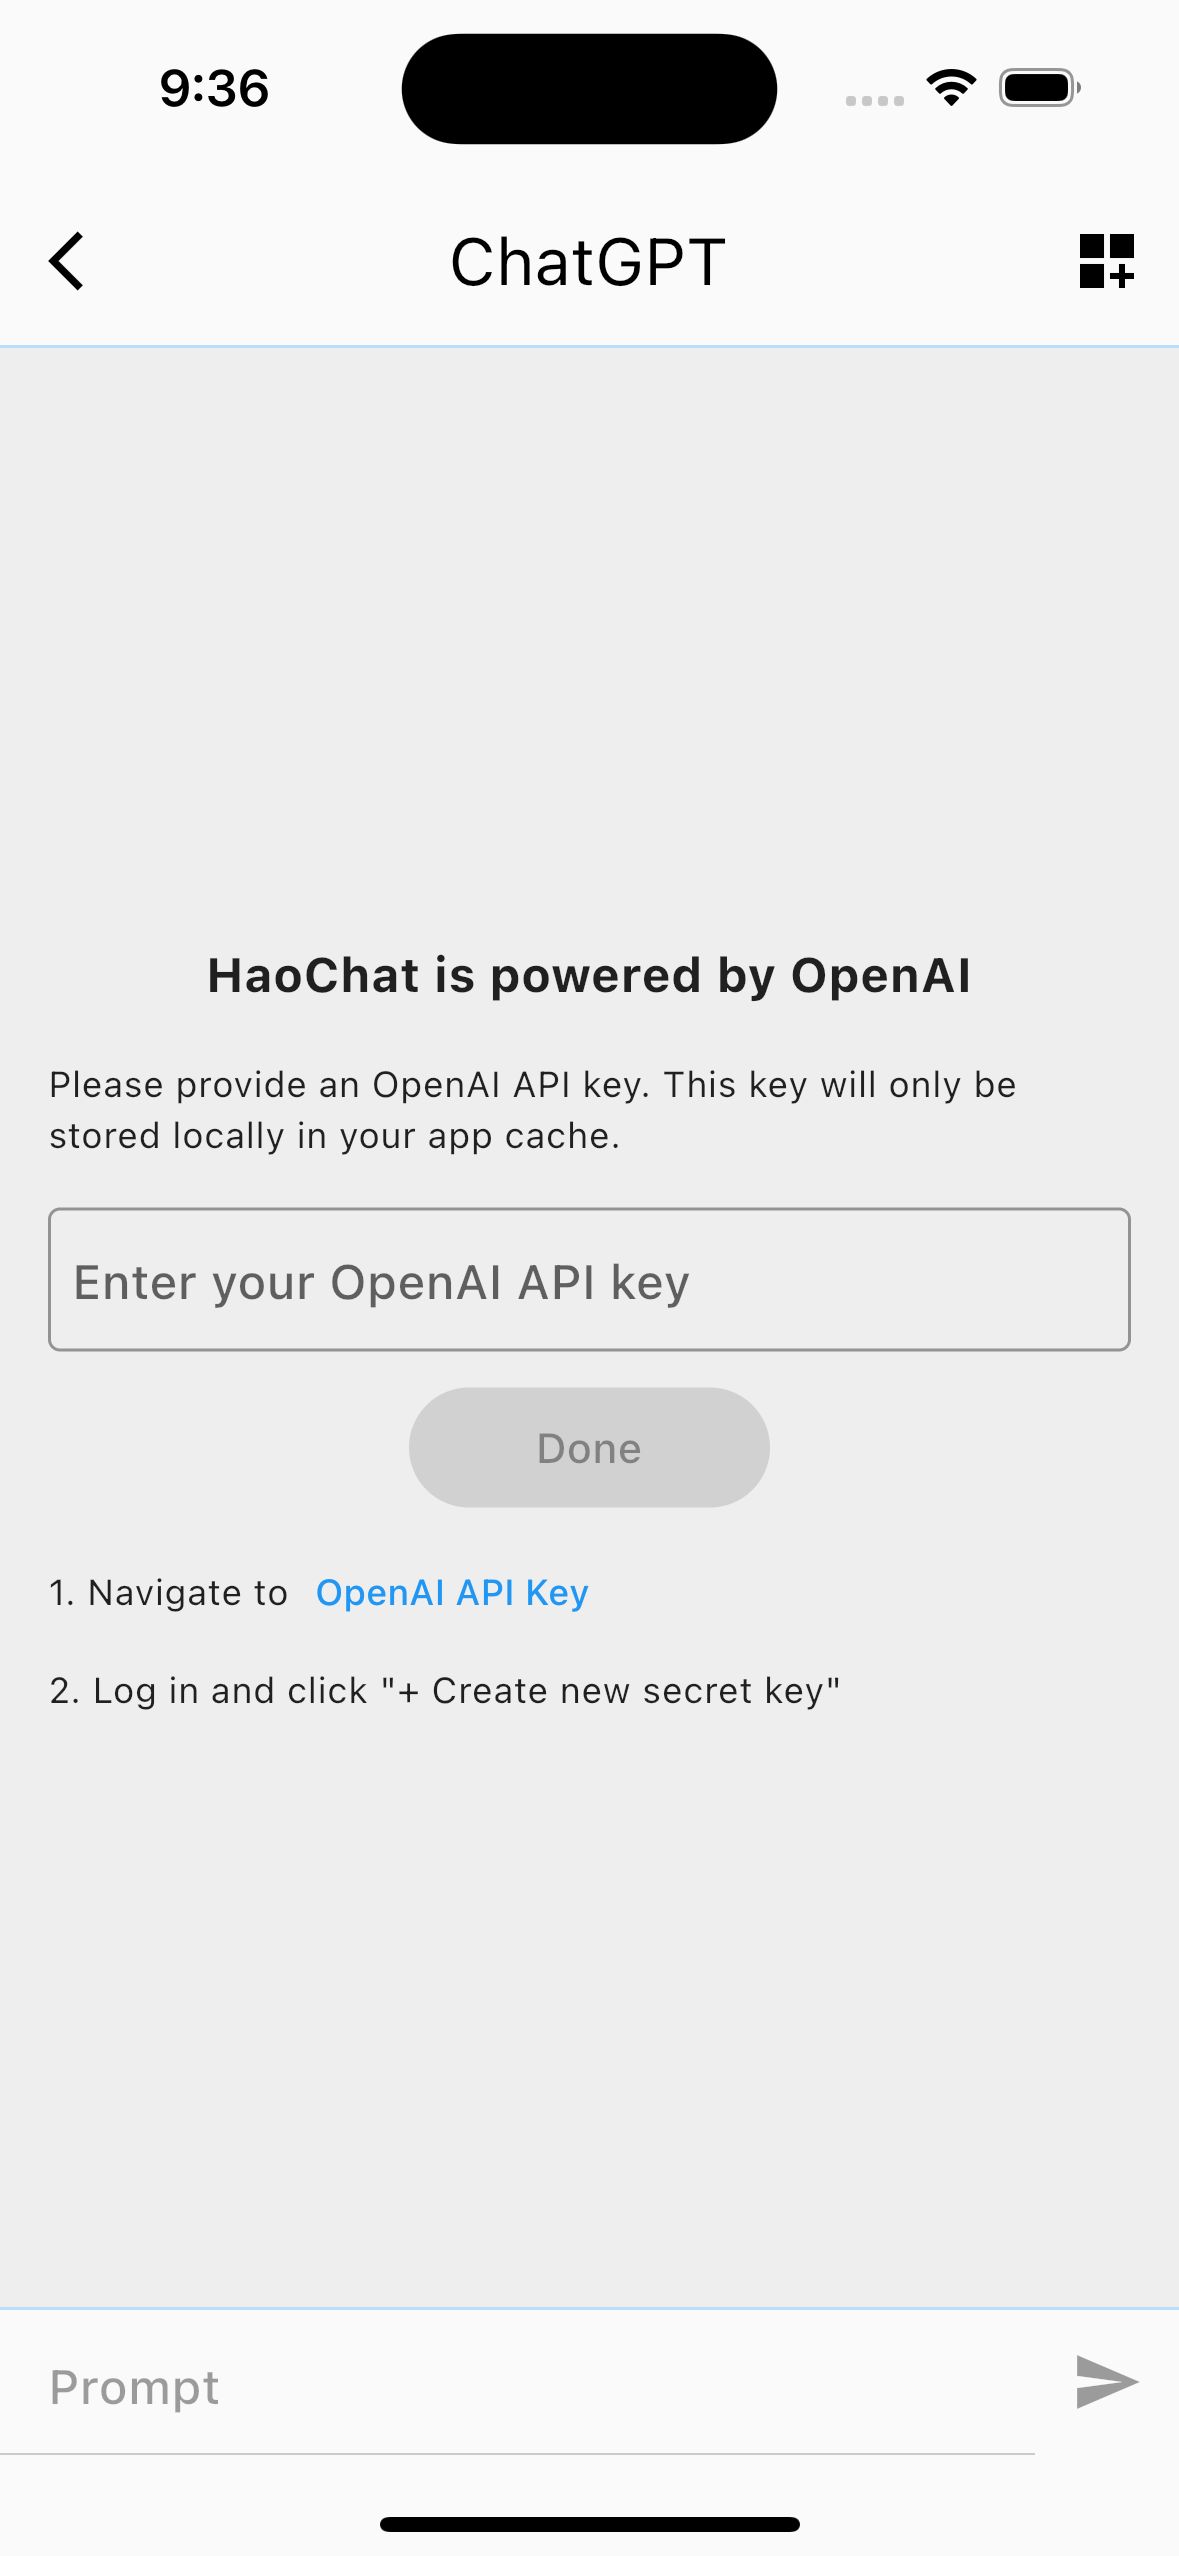 9:36
ChatGPT
HaoChat is powered by OpenAI
Please provide an OpenAI API key. This key will only be
stored locally in your app cache.
Enter your OpenAI API key
Done
1. Navigate to OpenAI API Key
2. Log in and click "+ Create new secret key"
Prompt